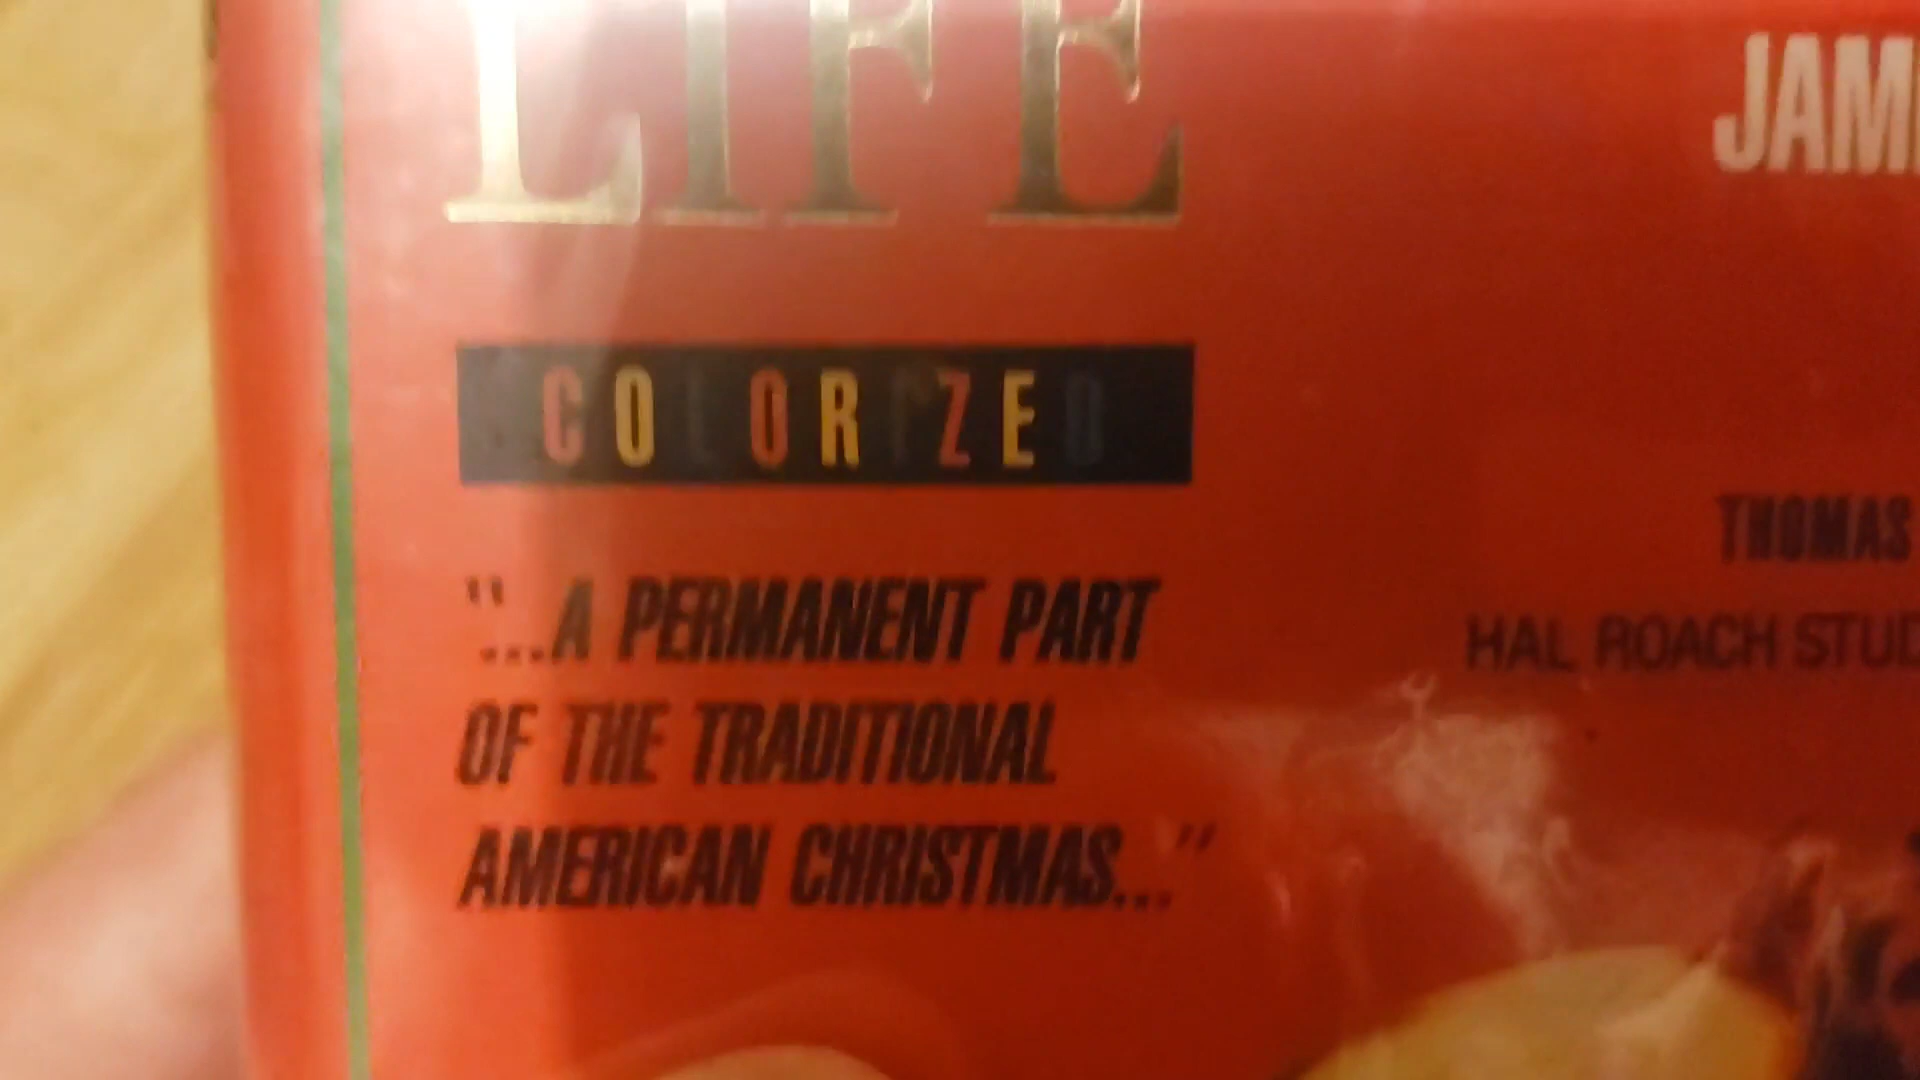 LIFE
JAM
COLORIZED
THOMAS
HAL ROACH STUD
"...A PERMANENT PART
OF THE TRADITIONAL
AMERICAN CHRISTMAS..."